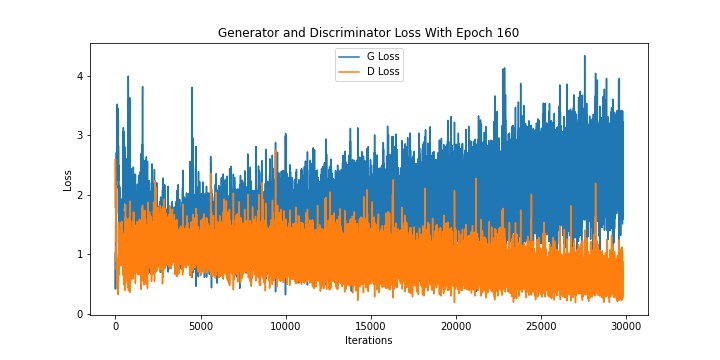 Generator and Discriminator Loss With Epoch 160
G Loss
D Loss
Loss
4
3
2
1
0
0 5000 10000 15000 20000 25000 30000
Iterations